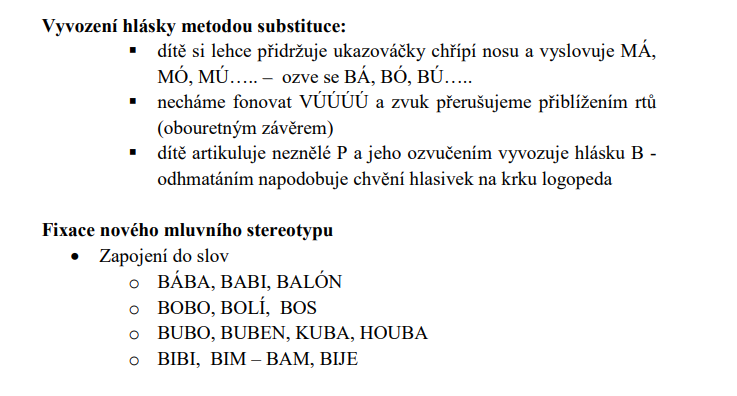 Vyvození hlásky metodou substituce:
▪ dítě si lehce přidržuje ukazováčky chřípí nosu a vyslovuje MÁ,
MÓ, MÚ….. – ozve se BÁ, BÓ, BÚ…..
▪ necháme fonovat VÚÚÚÚ a zvuk přerušujeme přiblížením rtů
(obouretným závěrem)
▪ dítě artikuluje neznělé P a jeho ozvučením vyvozuje hlásku B -
odhmatáním napodobuje chvění hlasivek na krku logopeda
Fixace nového mluvního stereotypu
• Zapojení do slov
o BÁBA, BABI, BALÓN
o BOBO, BOLÍ, BOS
o BUBO, BUBEN, KUBA, HOUBA
o BIBI, BIM – BAM, BIJE